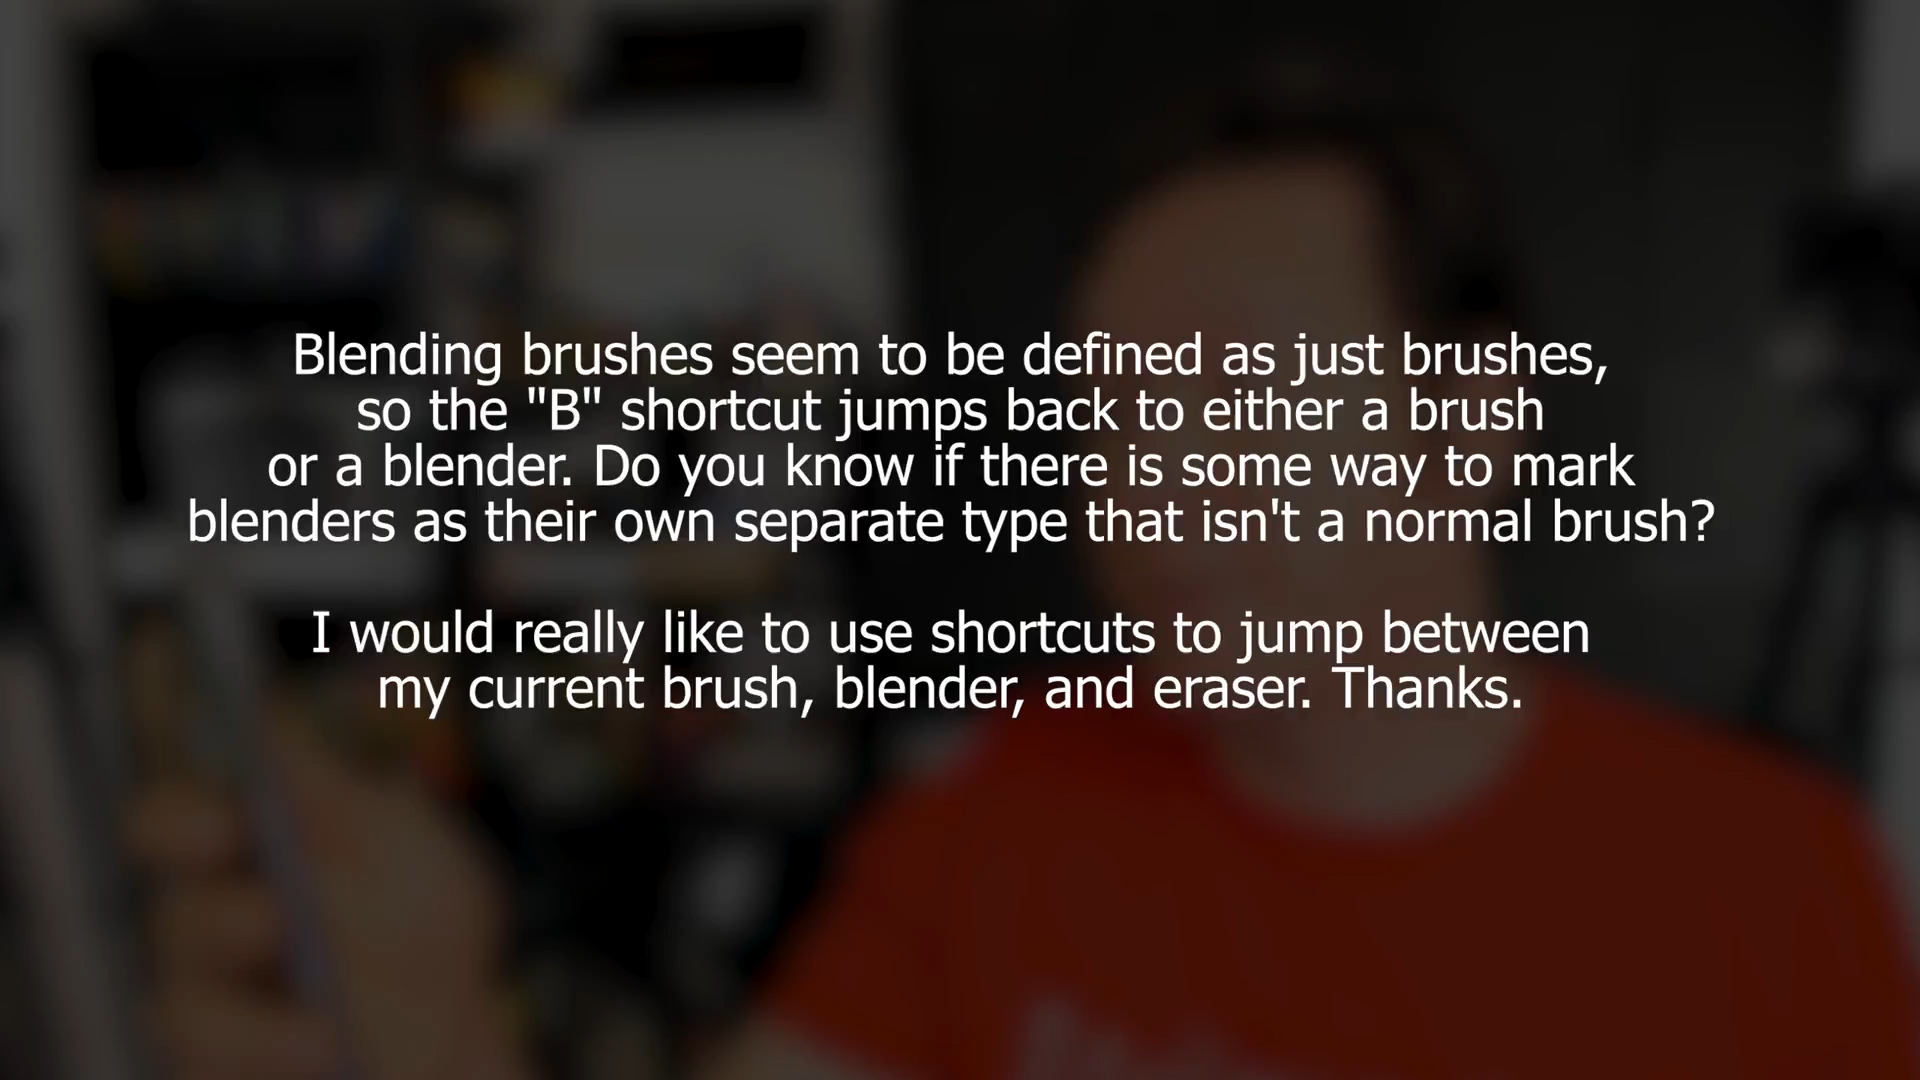 Blending brushes seem to be defined as just brushes,
so the "B" shortcut jumps back to either a brush
or a blender. Do you know if there is some way to mark
blenders as their own separate type that isn't a normal brush?
I would really like to use shortcuts to jump between
my current brush, blender, and eraser. Thanks.